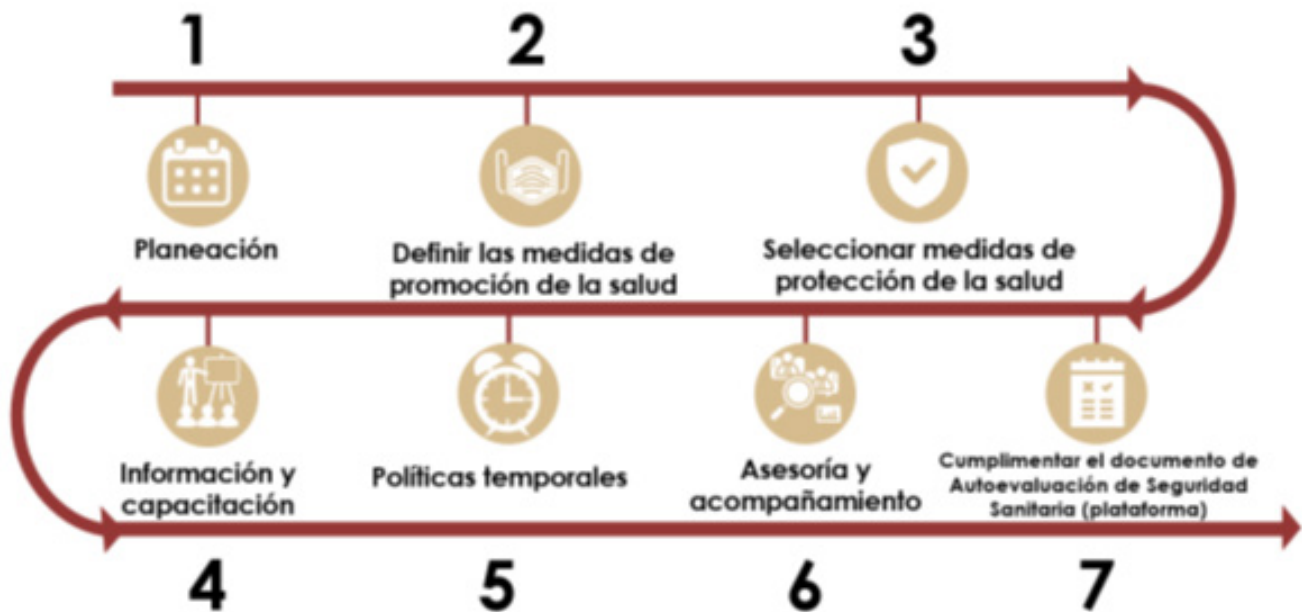 1
2
3
Planeación
Definir las medidas de
promoción de la salud
Seleccionar medidas de
protección de la salud
Información y
capacitación
Políticas temporales
Asesoría y
acompañamiento
Cumplimentar el documento de
Autoevaluación de Seguridad
Sanitaria (plataforma)
4
5
6
7